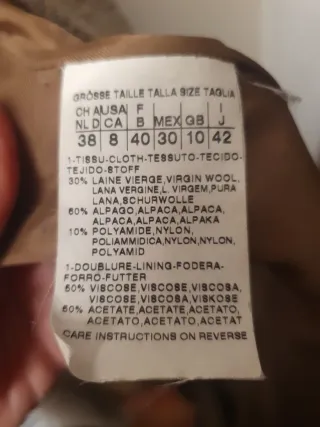 GRÖSSE TAILLE TALLA SIZE TAGLIA
CH A USA F I
NL D CA B MEX GB J
38 8 40 30 10 42
1-TISSU-CLOTH-TESSUTO-TECIDO-
TEJIDO-STOFF
30% LAINE VIERGE,VIRGIN WOOL,
LANA VERGINE,L.VIRGEM,PURA
LANA,SCHURWOLLE
60% ALPAGO,ALPACA,ALPACA,
ALPACA,ALPACA,ALPAKA
10% POLYAMIDE,NYLON,
POLIAMMIDICA,NYLON,NYLON,
POLYAMID
1-DOUBLURE-LINING-FODERA-
FORRO-FUTTER
50% VISCOSE,VISCOSE,VISCOSA,
VISCOSE,VISCOSA,VISKOSE
50% ACETATE,ACETATE,ACETATO,
ACETATO,ACETATO,ACETAT
CARE INSTRUCTIONS ON REVERSE